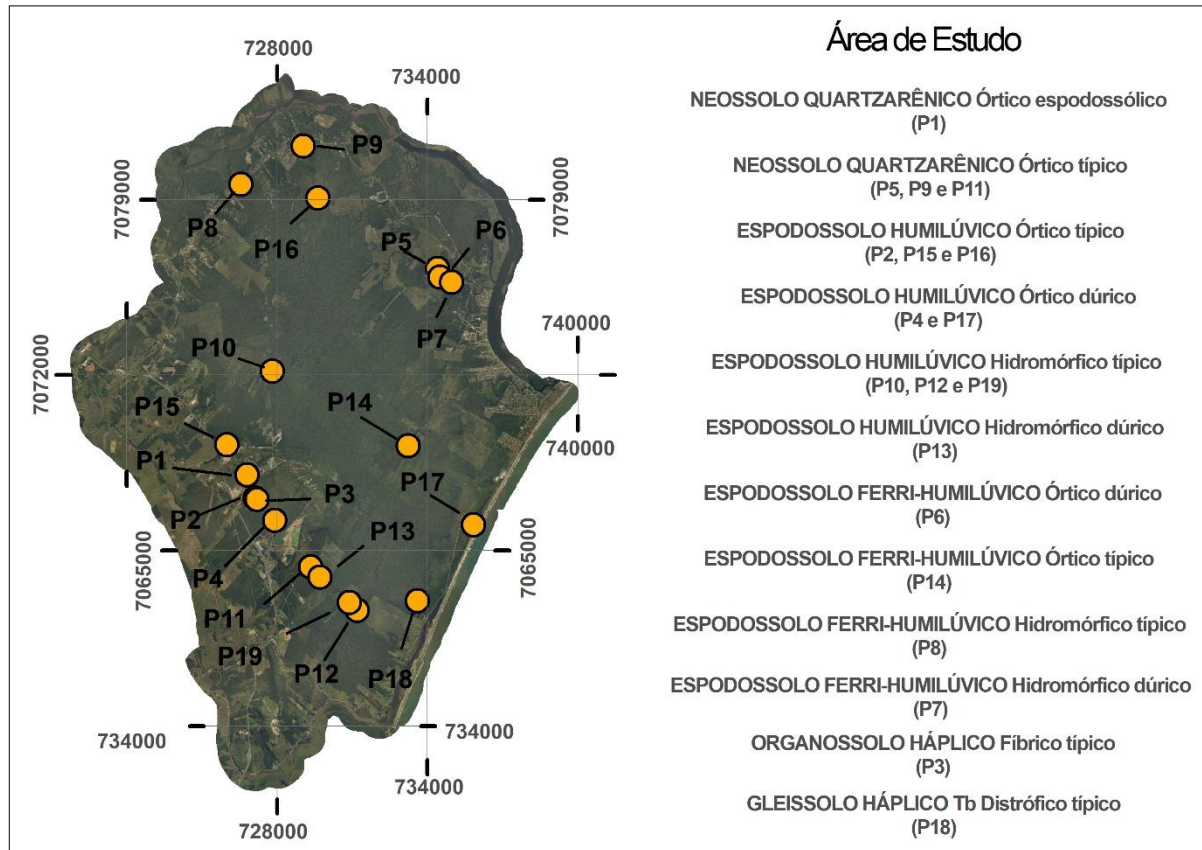 Área de Estudo
NEOSSOLO QUARTZARÊNICO Órtico espodossólico
(P1)
NEOSSOLO QUARTZARÊNICO Órtico típico
(P5, P9 e P11)
ESPODOSSOLO HUMILÚVICO Órtico típico
(P2, P15 e P16)
ESPODOSSOLO HUMILÚVICO Órtico dúrico
(P4 e P17)
ESPODOSSOLO HUMILÚVICO Hidromórfico típico
(P10, P12 e P19)
ESPODOSSOLO HUMILÚVICO Hidromórfico dúrico
(P13)
ESPODOSSOLO FERRI-HUMILÚVICO Órtico dúrico
(P6)
ESPODOSSOLO FERRI-HUMILÚVICO Órtico típico
(P14)
ESPODOSSOLO FERRI-HUMILÚVICO Hidromórfico típico
(P8)
ESPODOSSOLO FERRI-HUMILÚVICO Hidromórfico dúrico
(P7)
ORGANOSSOLO HÁPLICO Fíbrico típico
(P3)
GLEISSOLO HÁPLICO Tb Distrófico típico
(P18)
728000
734000
P9
P8
7079000
7079000
P16
P5
P6
P7
740000
P10
7072000
P14
P15
740000
P1
P17
P3
P2
P13
P4
7065000
7065000
P11
P19
P12
P18
734000
734000
734000
728000